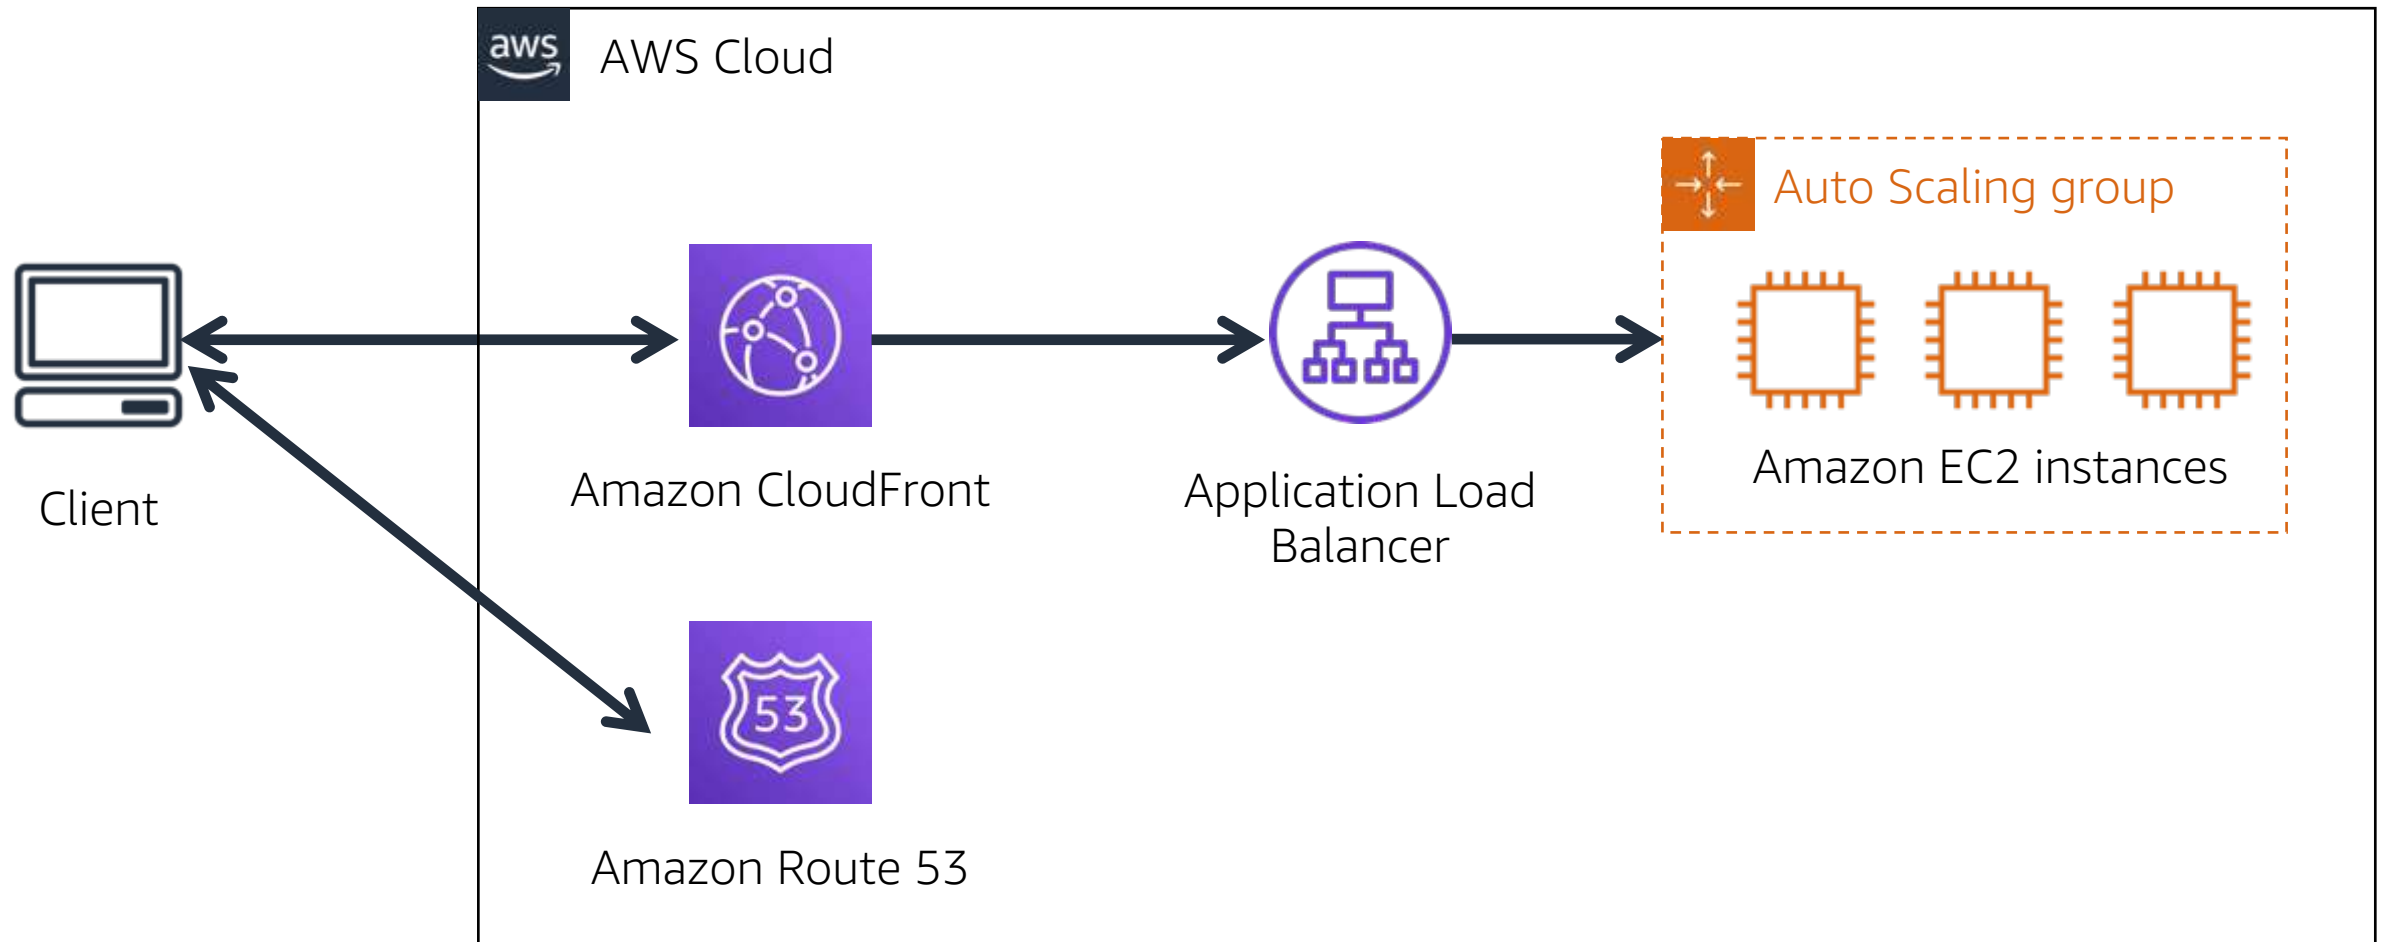 aws
AWS Cloud
Auto Scaling group
Client
Amazon CloudFront
Application Load
Balancer
Amazon EC2 instances
53
Amazon Route 53